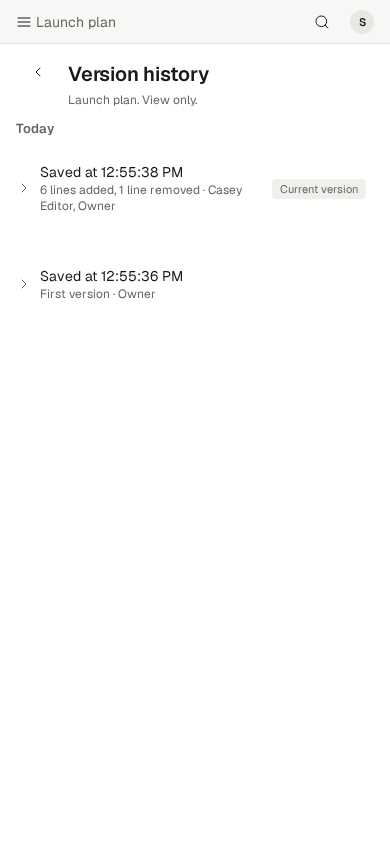 Launch plan
S
Version history
Launch plan. View only.
Today
Saved at 12:55:38 PM
6 lines added, 1 line removed · Casey
Editor, Owner
Current version
Saved at 12:55:36 PM
First version · Owner